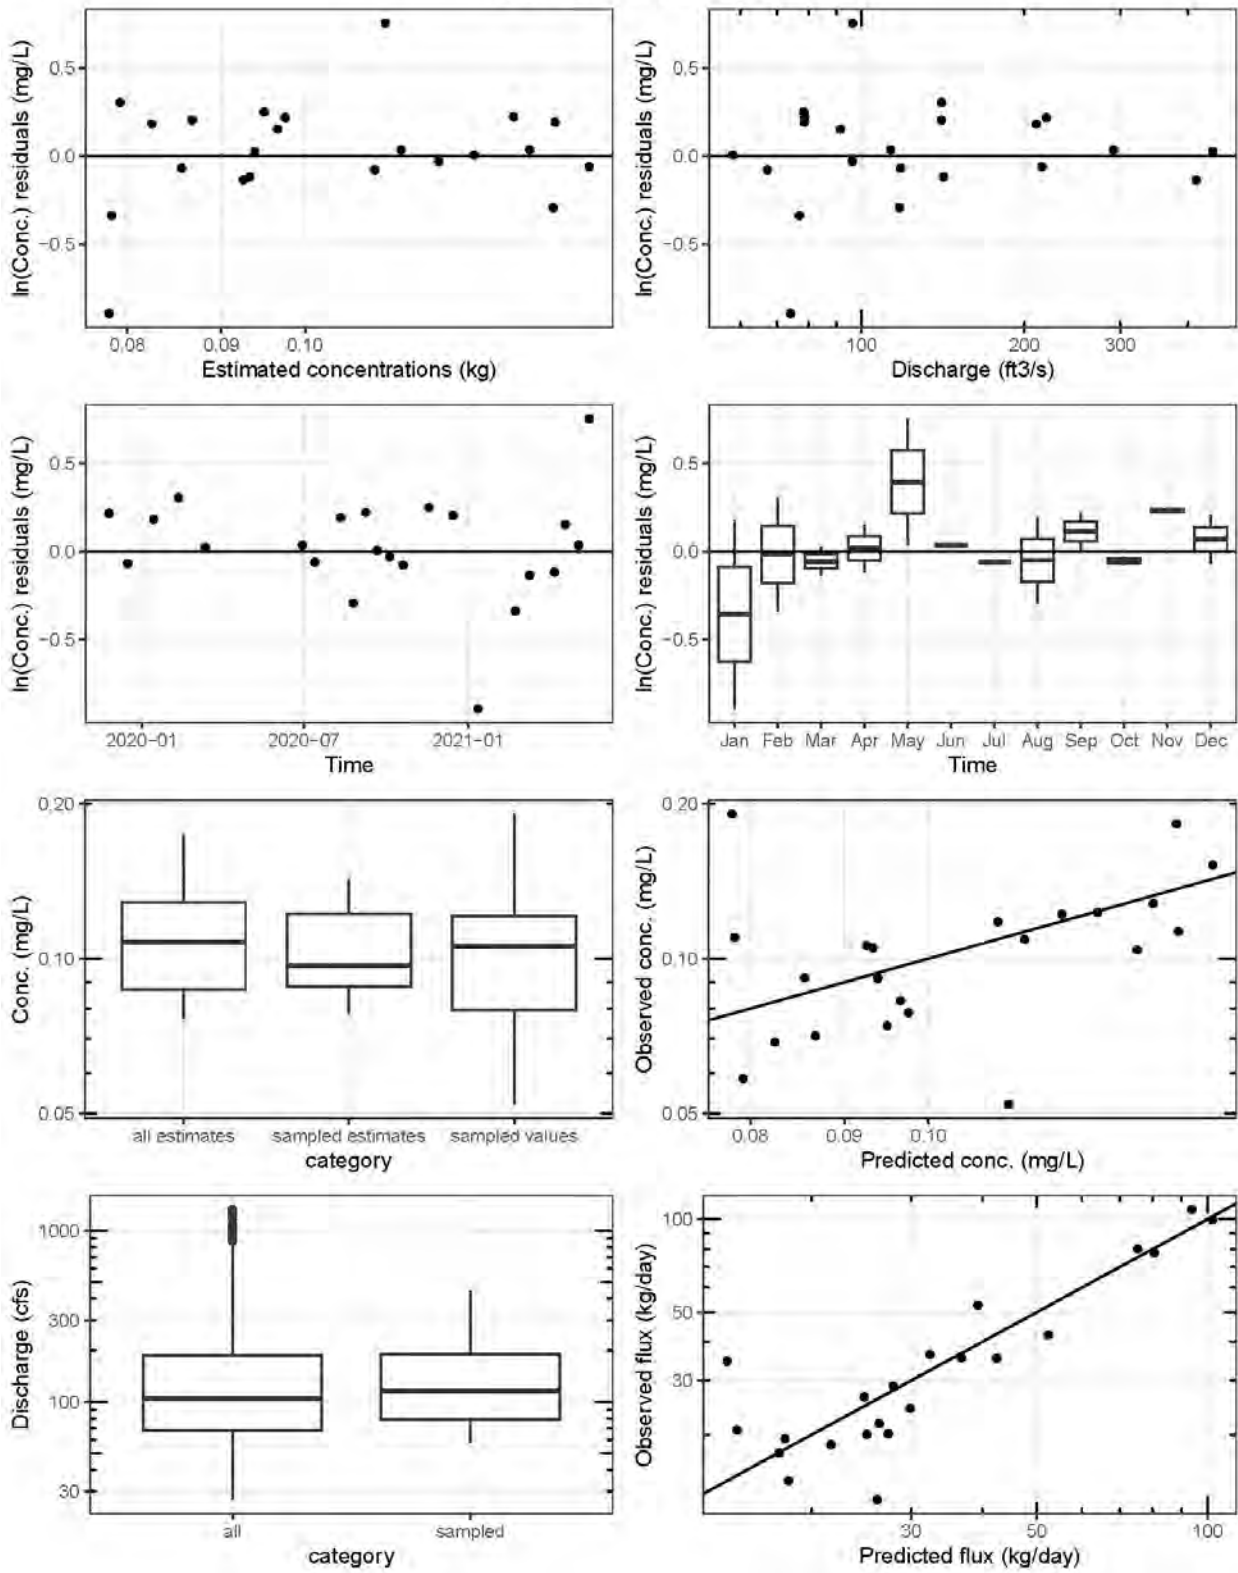 ln(Conc.) residuals (mg/L)
0.5
0.0
−0.5
0.08 0.09 0.10
Estimated concentrations (kg)
ln(Conc.) residuals (mg/L)
0.5
0.0
−0.5
100 200 300
Discharge (ft3/s)
ln(Conc.) residuals (mg/L)
0.5
0.0
−0.5
2020−01 2020−07 2021−01
Time
ln(Conc.) residuals (mg/L)
0.5
0.0
−0.5
Jan Feb Mar Apr May Jun Jul Aug Sep Oct Nov Dec
Time
Conc. (mg/L)
0.20
0.10
0.05
all estimates sampled estimates sampled values
category
Observed conc. (mg/L)
0.20
0.10
0.05
0.08 0.09 0.10
Predicted conc. (mg/L)
Discharge (cfs)
1000
300
100
30
all sampled
category
Observed flux (kg/day)
100
50
30
30 50 100
Predicted flux (kg/day)